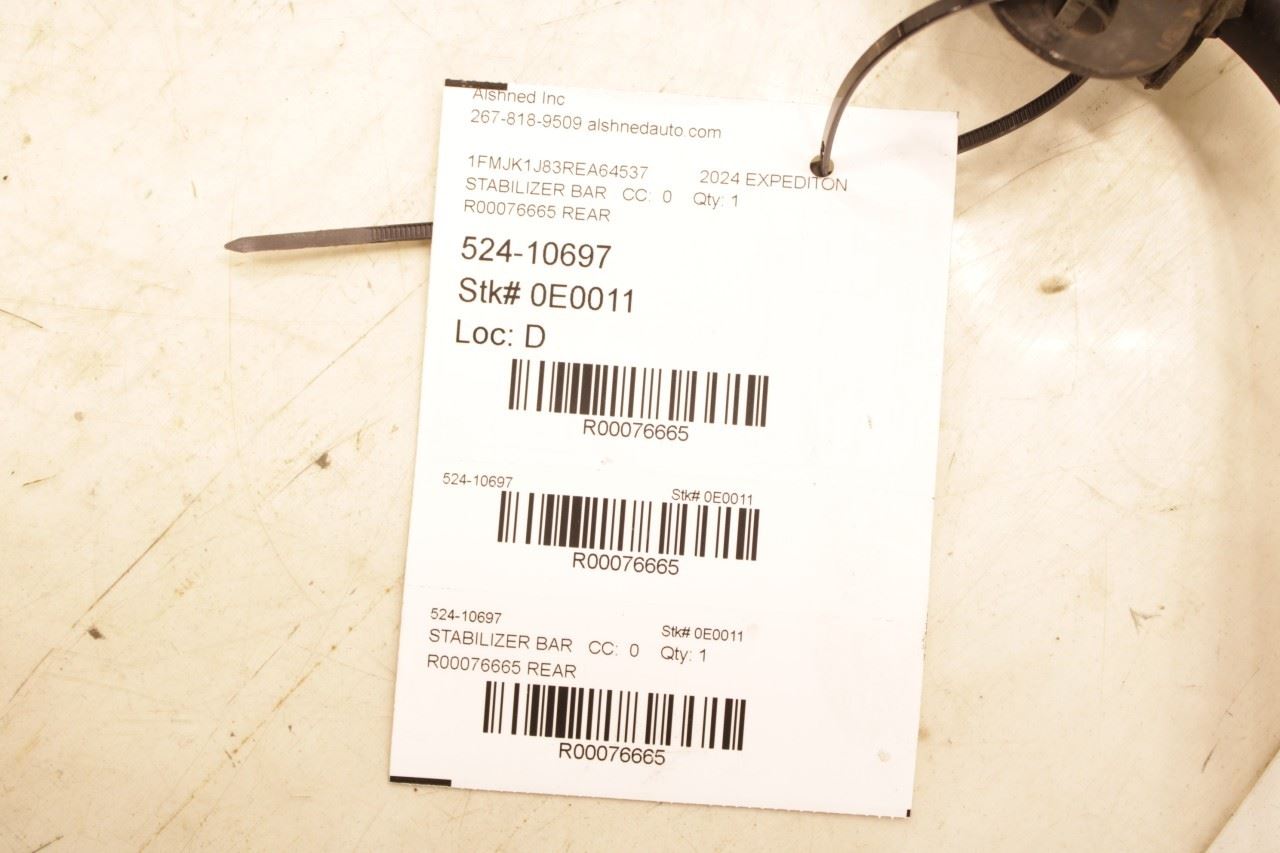 Alshned Inc
267-818-9509 alshnedauto.com
1FMJK1J83REA64537 2024 EXPEDITON
STABILIZER BAR CC: 0 Qty: 1
R00076665 REAR
524-10697
Stk# 0E0011
Loc: D
R00076665
524-10697 Stk# 0E0011
R00076665
524-10697 Stk# 0E0011
STABILIZER BAR CC: 0 Qty: 1
R00076665 REAR
R00076665